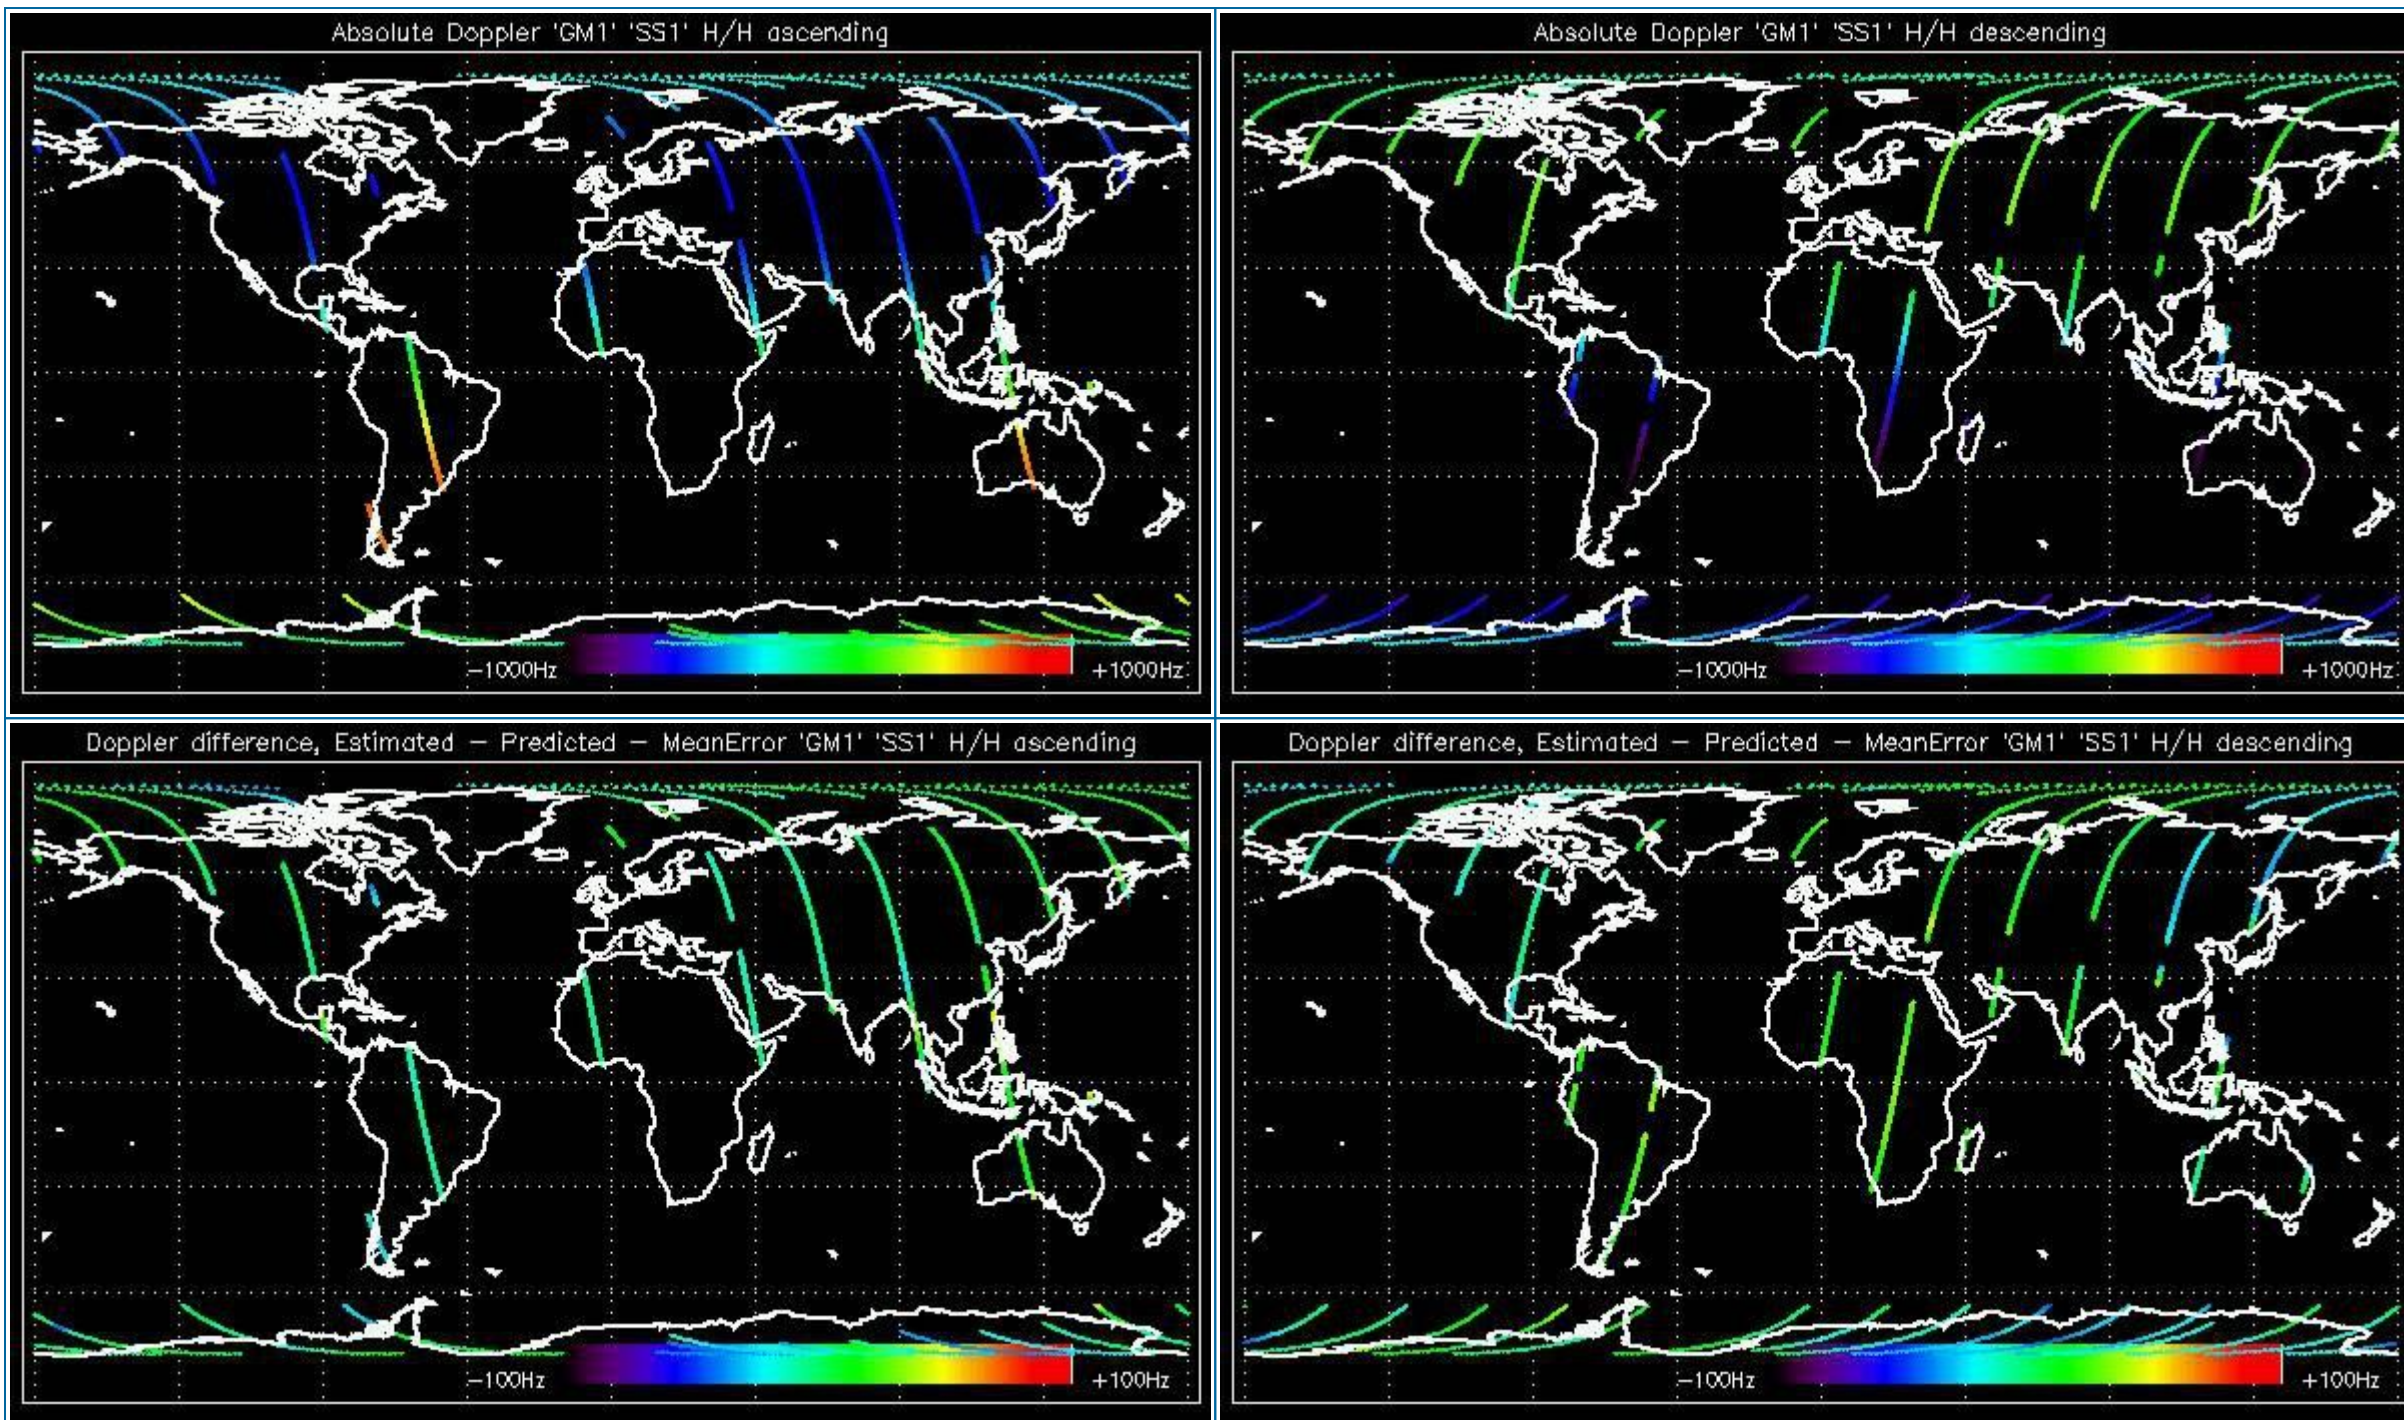 Absolute Doppler 'GM1' 'SS1' H/H ascending
-1000Hz
+1000Hz
Absolute Doppler 'GM1' 'SS1' H/H descending
-1000Hz
+1000Hz
Doppler difference, Estimated - Predicted - MeanError 'GM1' 'SS1' H/H ascending
-100Hz
+100Hz
Doppler difference, Estimated - Predicted - MeanError 'GM1' 'SS1' H/H descending
-100Hz
+100Hz